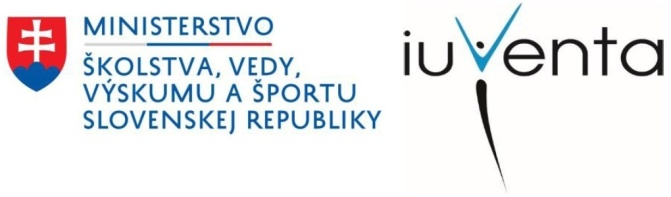 MINISTERSTVO
ŠKOLSTVA, VEDY,
VÝSKUMU A ŠPORTU
SLOVENSKEJ REPUBLIKY
iuventa